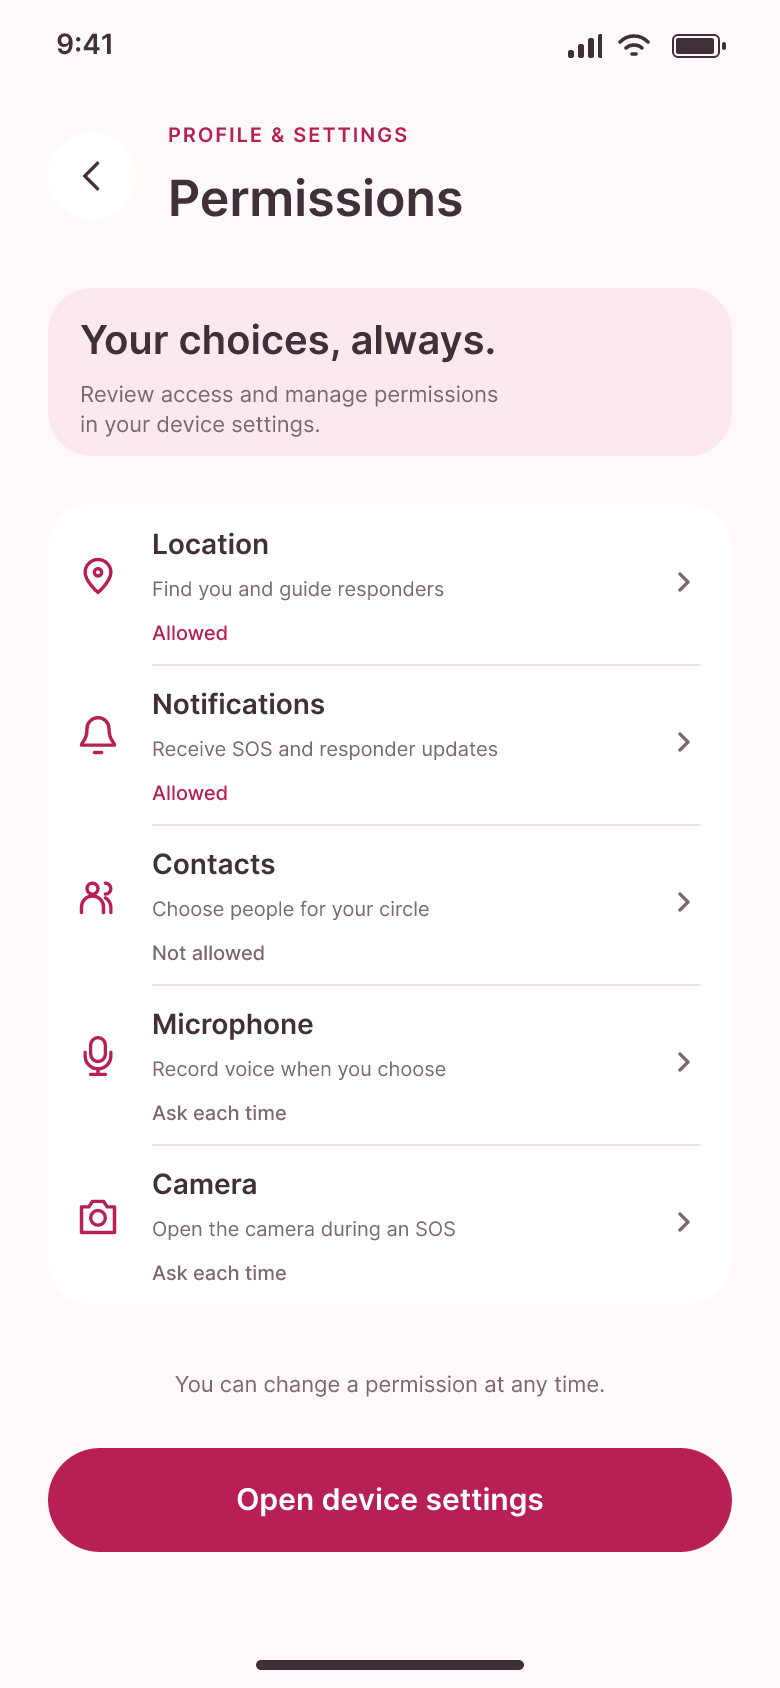 9:41
PROFILE & SETTINGS
Permissions
Your choices, always.
Review access and manage permissions
in your device settings.
Location
Find you and guide responders
Allowed
Notifications
Receive SOS and responder updates
Allowed
Contacts
Choose people for your circle
Not allowed
Microphone
Record voice when you choose
Ask each time
Camera
Open the camera during an SOS
Ask each time
You can change a permission at any time.
Open device settings